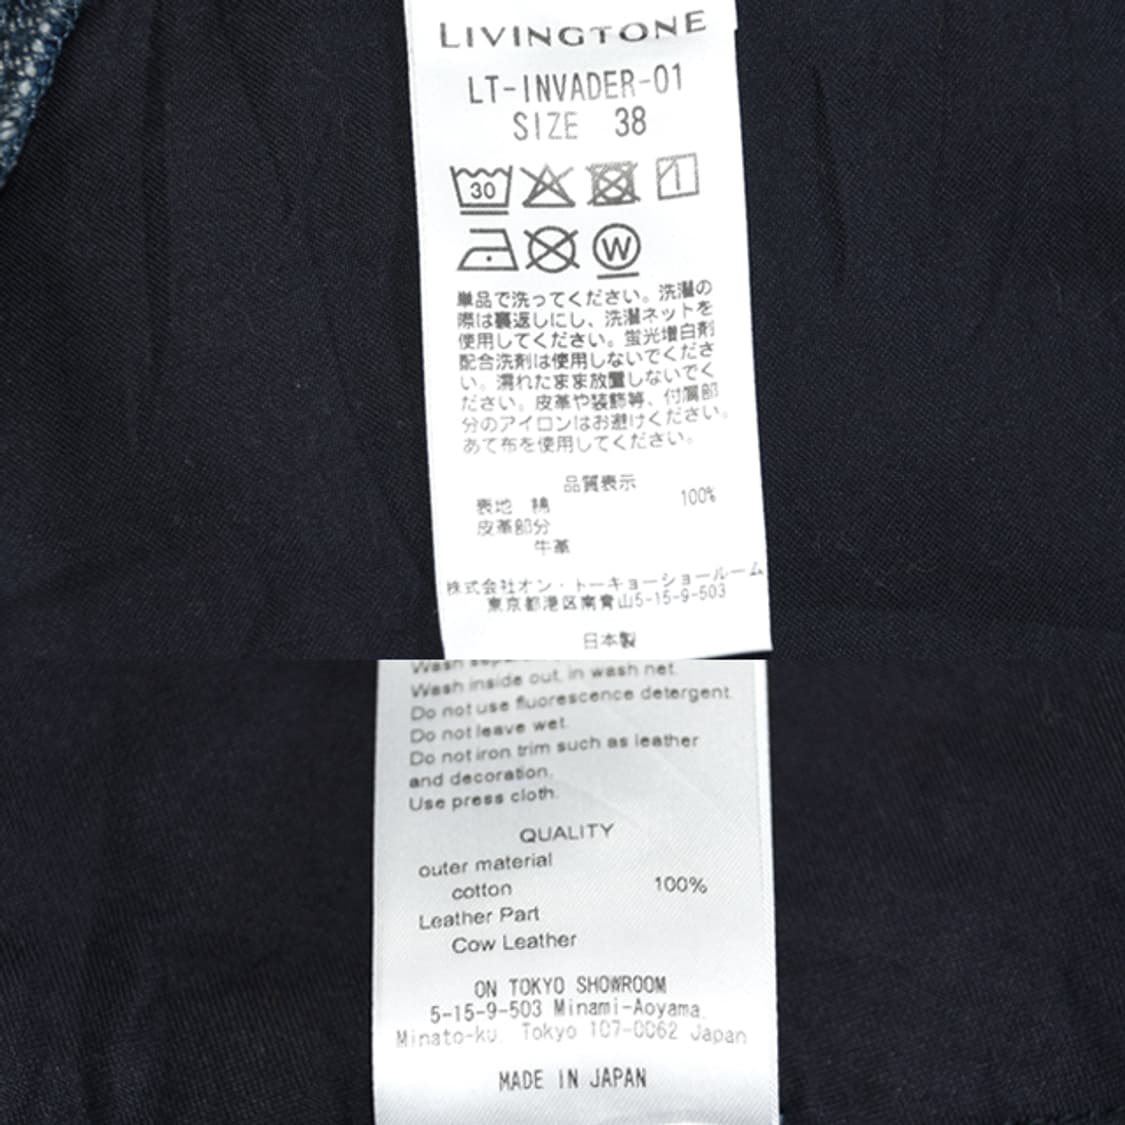 LIVINGTONE
LT-INVADER-01
SIZE 38
30
W
単品で洗ってください。洗濯の
際は裏返しにし、洗濯ネットを
使用してください。蛍光増白剤
配合洗剤は使用しないでくださ
い。濡れたまま放置しないでく
ださい。皮革や装飾等、付属部
分のアイロンはお避けください。
あて布を使用してください。
品質表示
表地 綿 100%
皮革部分
牛革
株式会社オン・トーキョーショールーム
東京都港区南青山5-15-9-503
日本製
Wash
Wash inside out, in wash net.
Do not use fluorescence detergent.
Do not leave wet.
Do not iron trim such as leather
and decoration.
Use press cloth.
QUALITY
outer material
cotton 100%
Leather Part
Cow Leather
ON TOKYO SHOWROOM
5-15-9-503 Minami-Aoyama,
Minato-ku, Tokyo 107-0062 Japan
MADE IN JAPAN